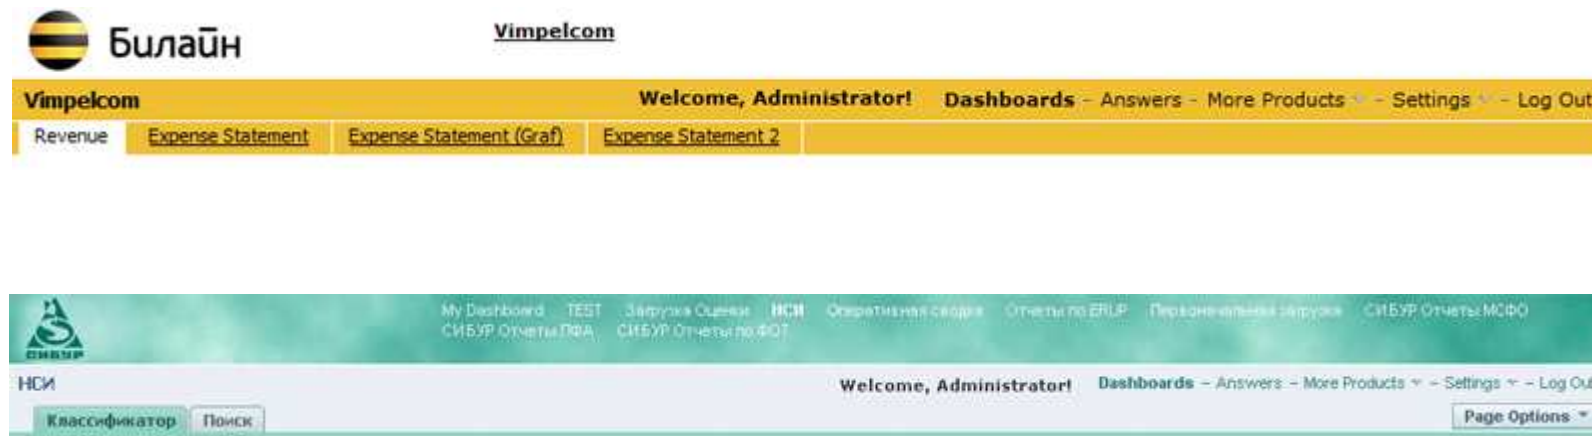 Билайн
Vimpelcom
Vimpelcom Welcome, Administrator! Dashboards - Answers - More Products - Settings - Log Out
Revenue Expense Statement Expense Statement (Graf) Expense Statement 2
My Dashboard TEST Загрузка Оценки НСИ Оперативная сводка Отчеты по ERUP Первоначальная загрузка СИБУР Отчеты МСФО
СИБУР Отчеты ПФА СИБУР Отчеты по ФОТ
СИБУР
НСИ Welcome, Administrator! Dashboards - Answers - More Products - Settings - Log Out
Классификатор Поиск Page Options